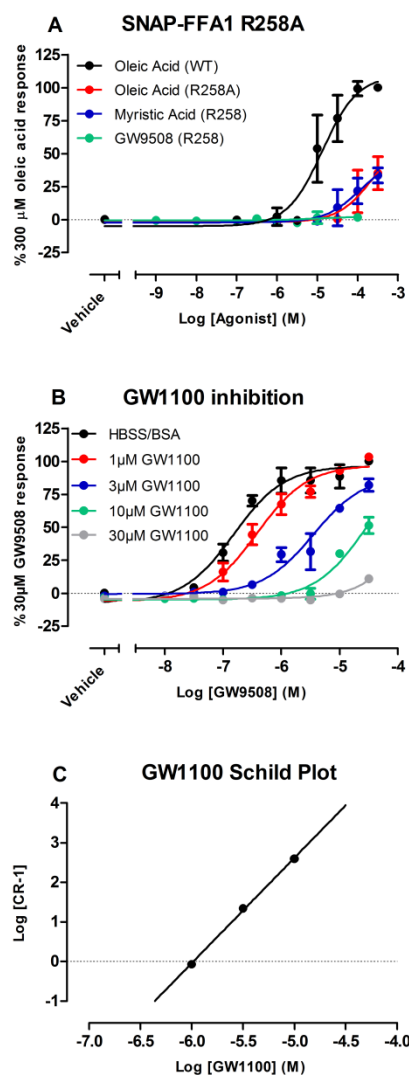 A SNAP-FFA1 R258A
Oleic Acid (WT)
Oleic Acid (R258A)
Myristic Acid (R258)
GW9508 (R258)
% 300 µM oleic acid response
100
75
50
25
0
-25
Vehicle
-9 -8 -7 -6 -5 -4 -3
Log [Agonist] (M)
B GW1100 inhibition
HBSS/BSA
1µM GW1100
3µM GW1100
10µM GW1100
30µM GW1100
%30µM GW9508 response
125
100
75
50
25
0
-25
Vehicle
-8 -7 -6 -5 -4
Log [GW9508] (M)
C GW1100 Schild Plot
Log [CR-1]
4
3
2
1
0
-1
-7.0 -6.5 -6.0 -5.5 -5.0 -4.5 -4.0
Log [GW1100] (M)